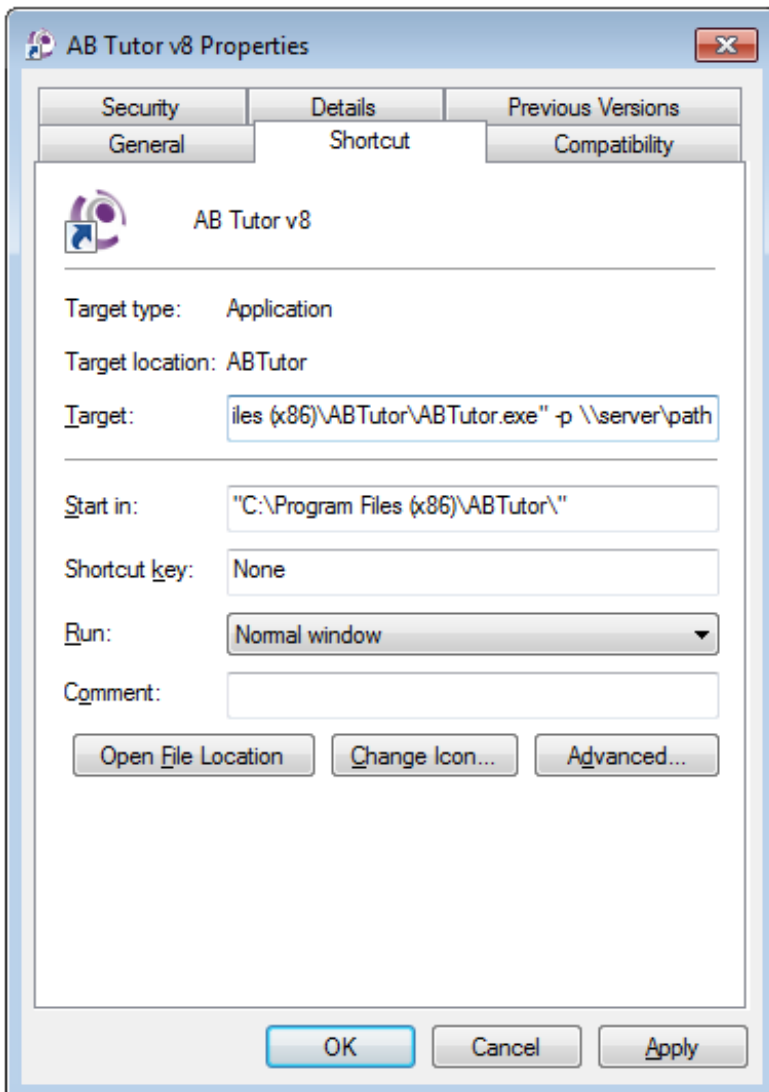 AB Tutor v8 Properties
Security Details Previous Versions
General Shortcut Compatibility
AB Tutor v8
Target type: Application
Target location: ABTutor
Target: iles (x86)\ABTutor\ABTutor.exe" -p \\server\path
Start in: "C:\Program Files (x86)\ABTutor\"
Shortcut key: None
Run: Normal window
Comment:
Open File Location Change Icon... Advanced...
OK Cancel Apply